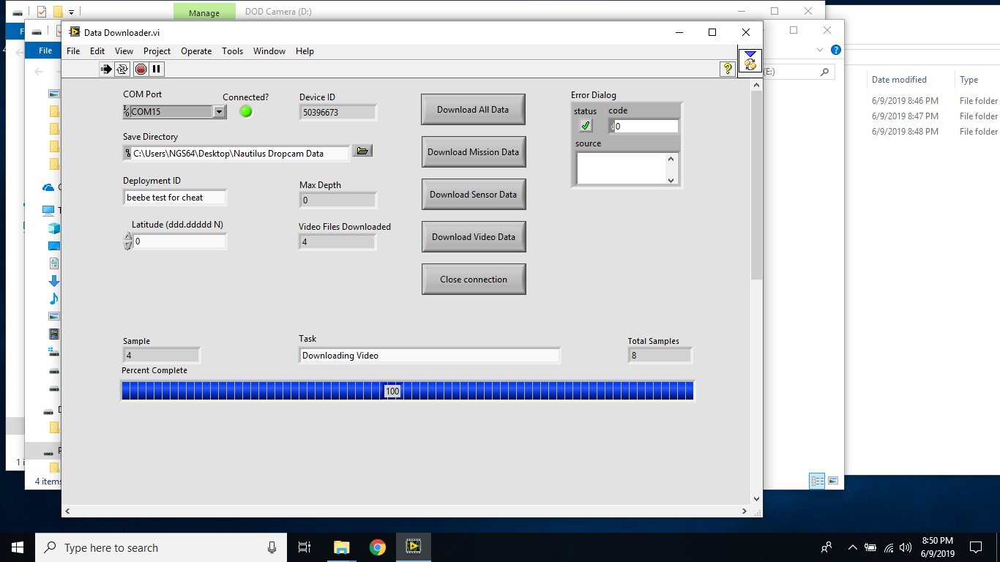 Manage
DOD Camera (D:)
Data Downloader.vi
File
File Edit View Project Operate Tools Window Help
(E:)
Date modified Type
6/9/2019 8:46 PM File folder
6/9/2019 8:47 PM File folder
6/9/2019 8:48 PM File folder
COM Port Connected? Device ID
COM15
50396673
Save Directory
C:\Users\NGS64\Desktop\Nautilus Dropcam Data
Deployment ID
beebe test for cheat
Max Depth
0
Latitude (ddd.ddddd N)
0
Video Files Downloaded
4
Download All Data
Download Mission Data
Download Sensor Data
Download Video Data
Close connection
Error Dialog
status code
0
source
Sample
4
Task
Downloading Video
Total Samples
8
Percent Complete
100
4 items
Type here to search
8:50 PM
6/9/2019